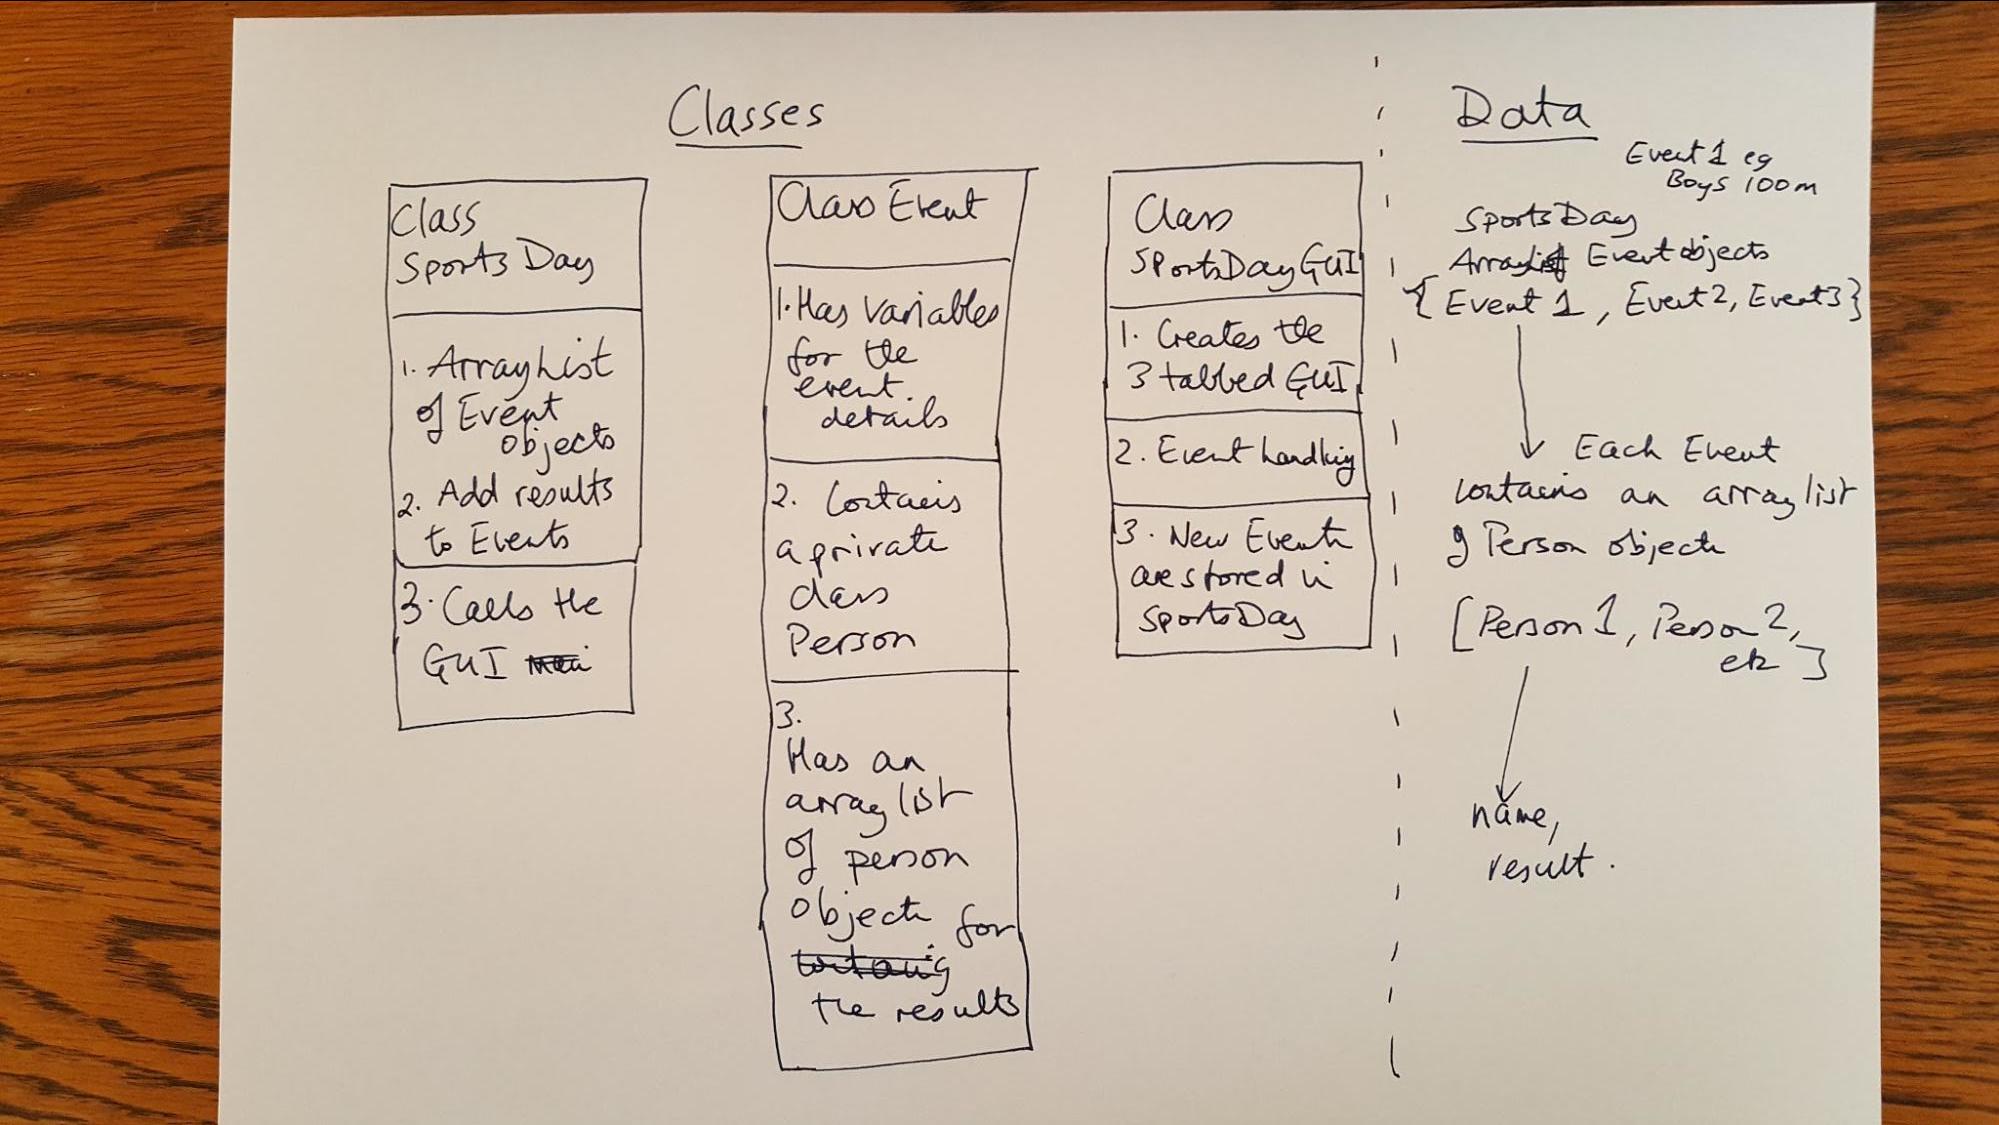 Classes
Class
SportsDay
1. ArrayList
of Event
objects
2. Add results
to Events
3. Calls the
GUI
Class Event
1. Has variables
for the
event
details
2. Contains
a private
class
Person
3.
Has an
array list
of person
objects for
the results
Class
SportsDayGUI
1. Creates the
3 tabbed GUI
2. Event handling
3. New Events
are stored in
SportsDay
Data
Event 1 eg
Boys 100m
SportsDay
Arraylist Event objects
{ Event 1, Event 2, Event 3}
Each Event
contains an array list
of Person objects
[Person 1, Person 2,
etc ]
name,
result.